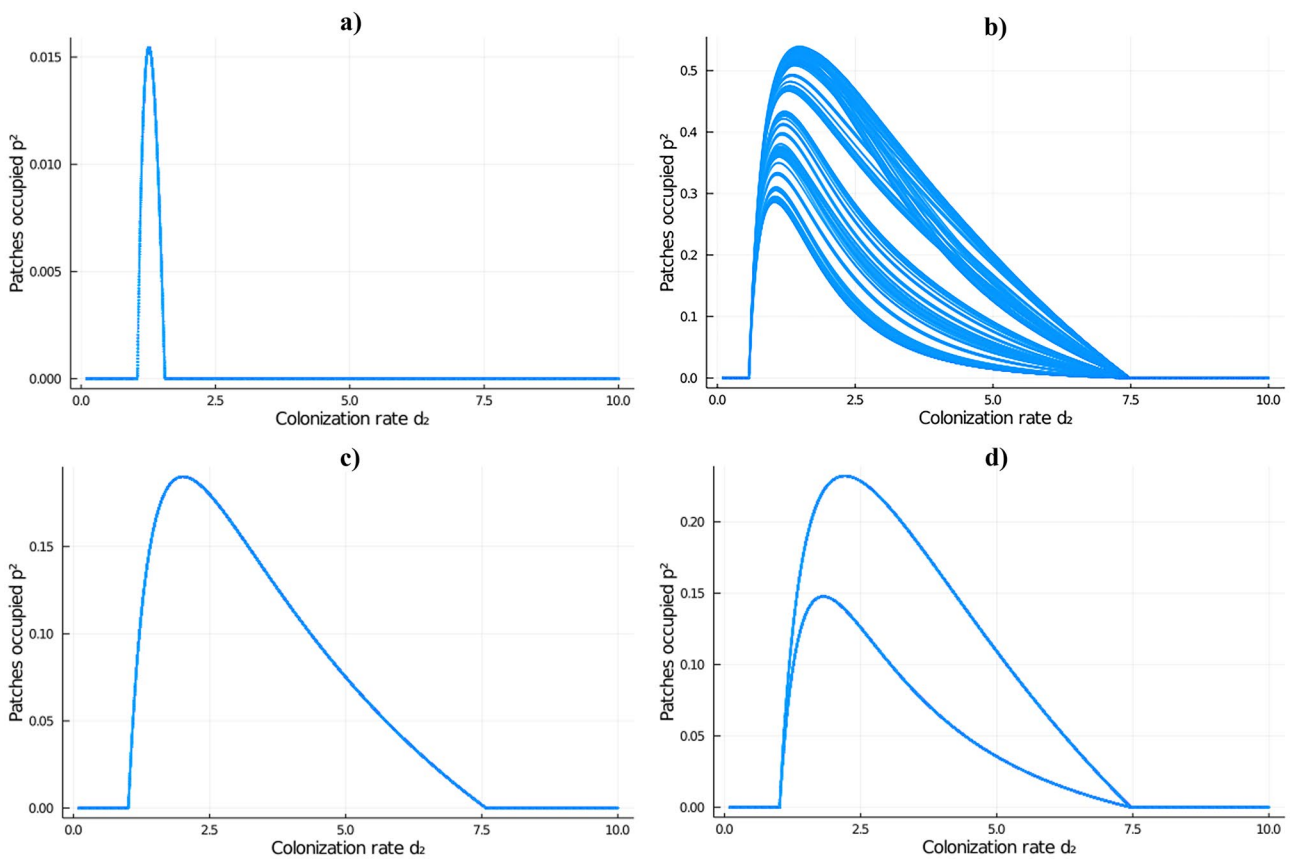 a)
0.015
0.010
0.005
0.000
Patches occupied p²
0.0 2.5 5.0 7.5 10.0
Colonization rate d₂
b)
0.5
0.4
0.3
0.2
0.1
0.0
Patches occupied p²
0.0 2.5 5.0 7.5 10.0
Colonization rate d₂
c)
0.15
0.10
0.05
0.00
Patches occupied p²
0.0 2.5 5.0 7.5 10.0
Colonization rate d₂
d)
0.20
0.15
0.10
0.05
0.00
Patches occupied p²
0.0 2.5 5.0 7.5 10.0
Colonization rate d₂